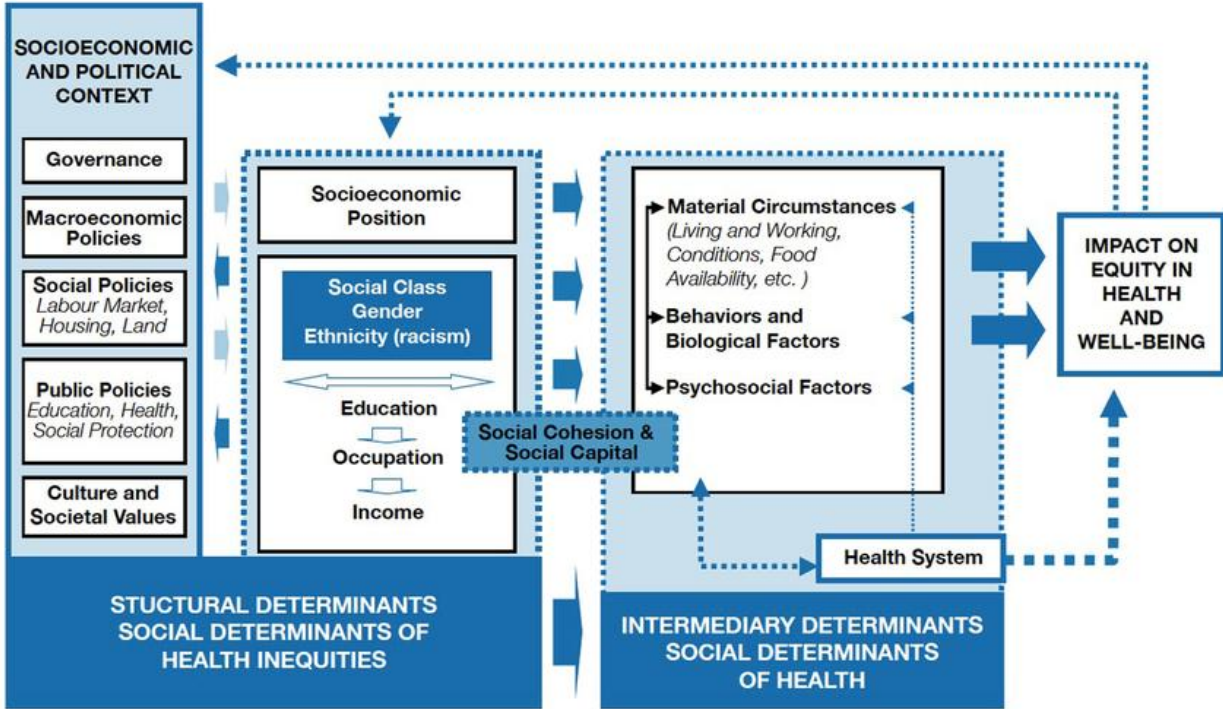 SOCIOECONOMIC
AND POLITICAL
CONTEXT
Governance
Macroeconomic
Policies
Social Policies
Labour Market,
Housing, Land
Public Policies
Education, Health,
Social Protection
Culture and
Societal Values
Socioeconomic
Position
Social Class
Gender
Ethnicity (racism)
Education
Occupation
Income
Social Cohesion &
Social Capital
Material Circumstances
(Living and Working,
Conditions, Food
Availability, etc. )
Behaviors and
Biological Factors
Psychosocial Factors
Health System
IMPACT ON
EQUITY IN
HEALTH
AND
WELL-BEING
STUCTURAL DETERMINANTS
SOCIAL DETERMINANTS OF
HEALTH INEQUITIES
INTERMEDIARY DETERMINANTS
SOCIAL DETERMINANTS
OF HEALTH